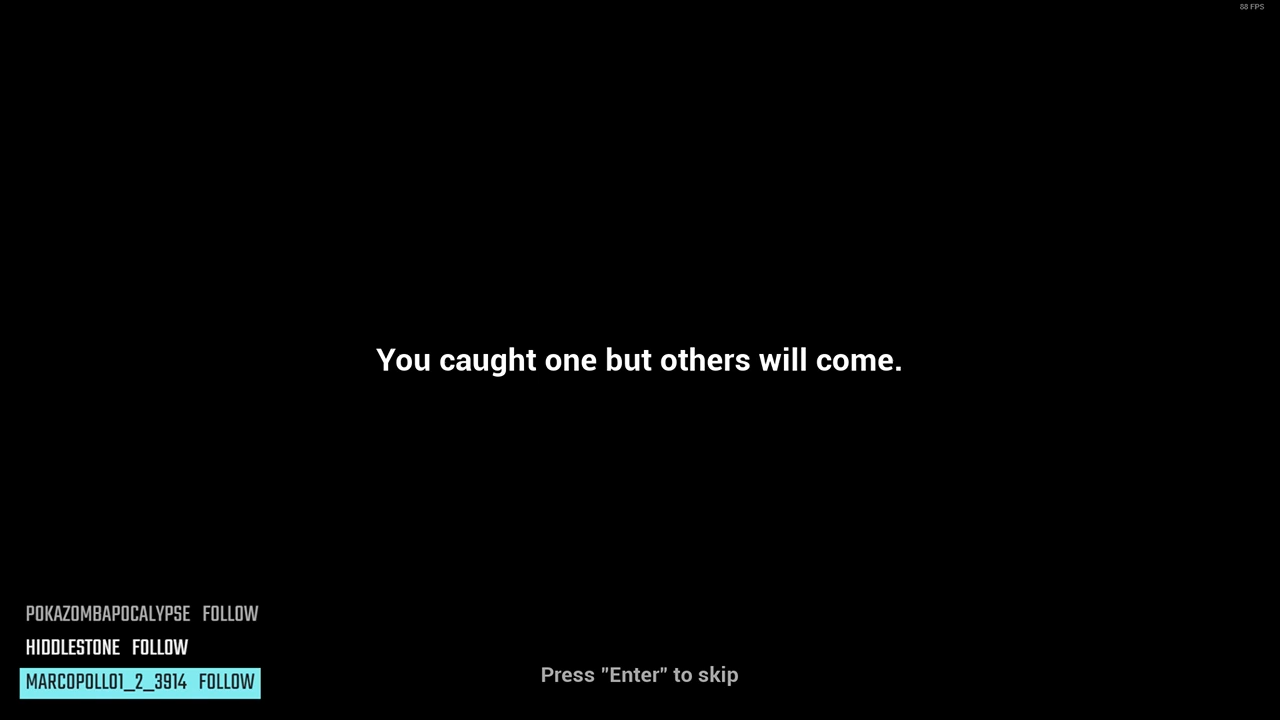 88 FPS
You caught one but others will come.
POKAZOMBAPOCALYPSE FOLLOW
HIDDLESTONE FOLLOW
MARCOPOLLO1_2_3914 FOLLOW
Press "Enter" to skip